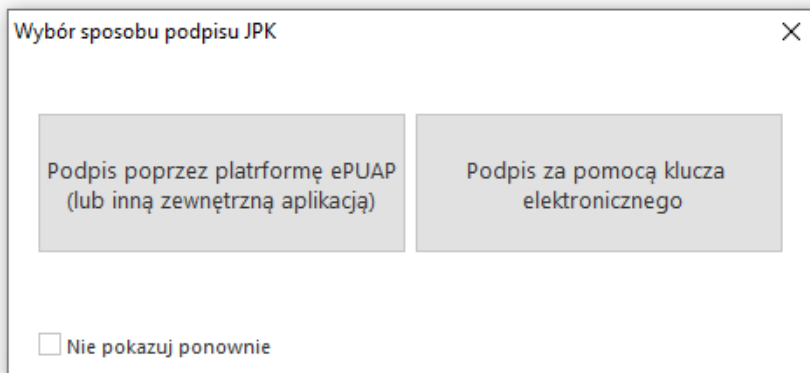 Wybór sposobu podpisu JPK
Podpis poprzez platrformę ePUAP
(lub inną zewnętrzną aplikacją)
Podpis za pomocą klucza
elektronicznego
Nie pokazuj ponownie